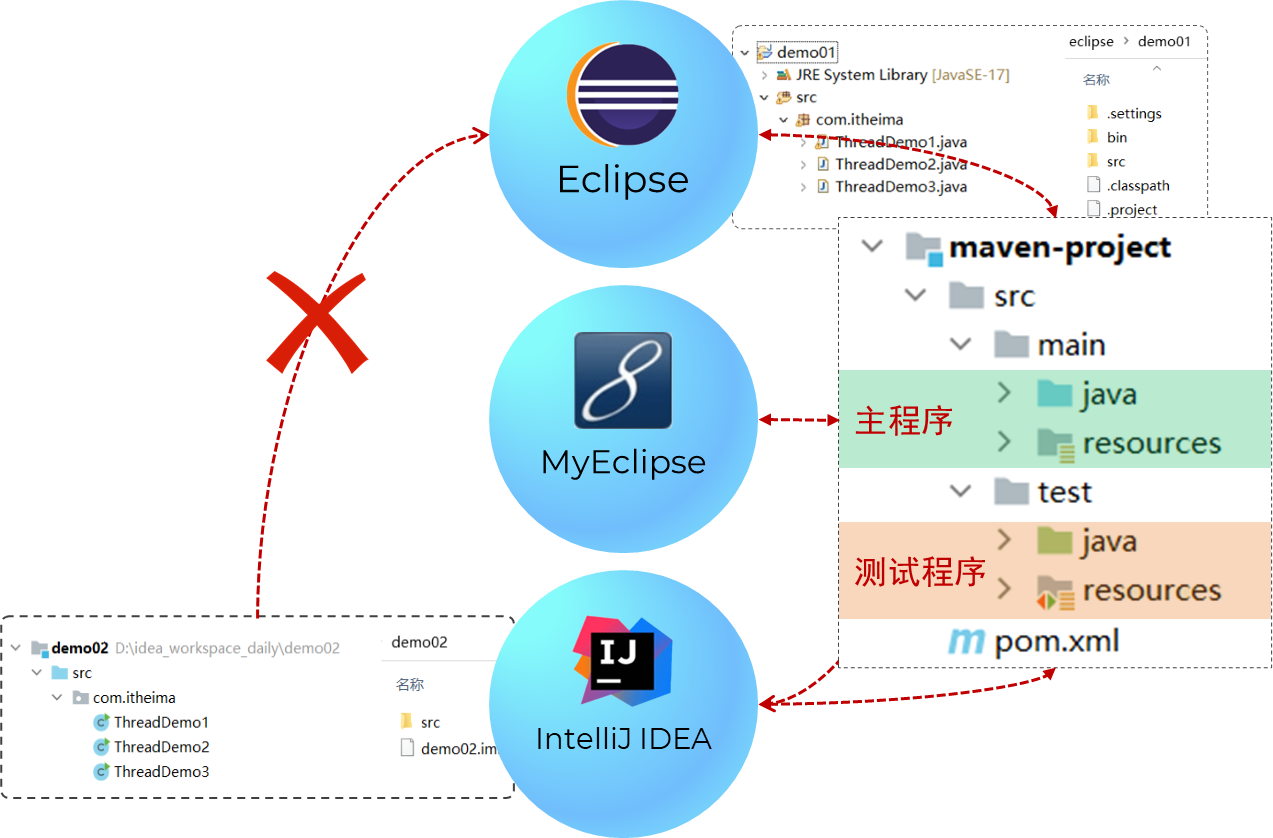 Eclipse
demo01
JRE System Library [JavaSE-17]
src
com.itheima
ThreadDemo1.java
ThreadDemo2.java
ThreadDemo3.java
eclipse > demo01
名称
.settings
bin
src
.classpath
.project
maven-project
src
main
java
主程序
resources
test
java
测试程序
resources
pom.xml
8
MyEclipse
IJ
IntelliJ IDEA
demo02 D:\idea_workspace_daily\demo02
src
com.itheima
C ThreadDemo1
C ThreadDemo2
C ThreadDemo3
demo02
名称
src
demo02.im